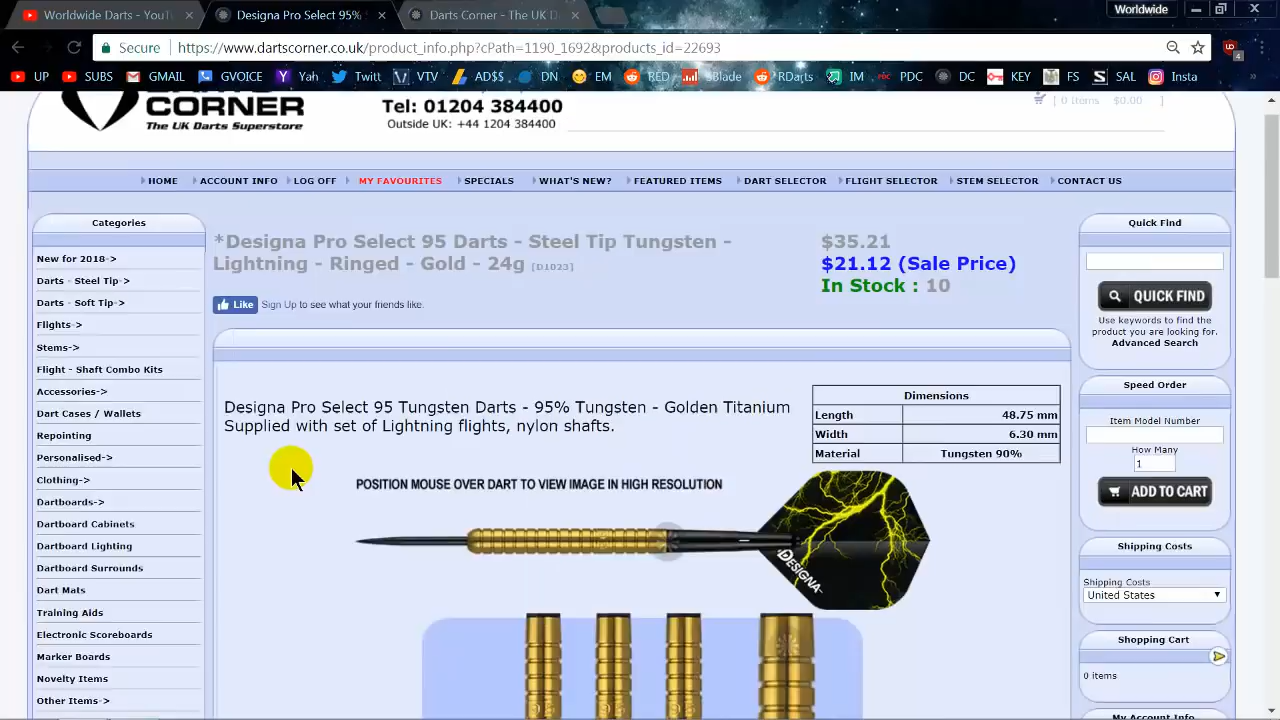 Worldwide Darts - YouT
Designa Pro Select 95%
Darts Corner - The UK D
Worldwide
Secure
https://www.dartscorner.co.uk/product_info.php?cPath=1190_1692&products_id=22693
UP SUBS GMAIL GVOICE Yah Twitt VTV AD$$ DN EM RED SBlade RDarts IM PDC DC KEY FS SAL Insta
CORNER
The UK Darts Superstore
Tel: 01204 384400
Outside UK: +44 1204 384400
0 Items $0.00 ]
HOME ACCOUNT INFO LOG OFF MY FAVOURITES SPECIALS WHAT'S NEW? FEATURED ITEMS DART SELECTOR FLIGHT SELECTOR STEM SELECTOR CONTACT US
Categories
New for 2018->
Darts - Steel Tip->
Darts - Soft Tip->
Flights->
Stems->
Flight - Shaft Combo Kits
Accessories->
Dart Cases / Wallets
Repointing
Personalised->
Clothing->
Dartboards->
Dartboard Cabinets
Dartboard Lighting
Dartboard Surrounds
Dart Mats
Training Aids
Electronic Scoreboards
Marker Boards
Novelty Items
Other Items->
*Designa Pro Select 95 Darts - Steel Tip Tungsten -
Lightning - Ringed - Gold - 24g [D1023]
$35.21
$21.12 (Sale Price)
In Stock : 10
Like Sign Up to see what your friends like.
Designa Pro Select 95 Tungsten Darts - 95% Tungsten - Golden Titanium
Supplied with set of Lightning flights, nylon shafts.
Dimensions
Length 48.75 mm
Width 6.30 mm
Material Tungsten 90%
POSITION MOUSE OVER DART TO VIEW IMAGE IN HIGH RESOLUTION
DESIGNA
Quick Find
QUICK FIND
Use keywords to find the
product you are looking for.
Advanced Search
Speed Order
Item Model Number
How Many
1
ADD TO CART
Shipping Costs
Shipping Costs
United States
Shopping Cart
0 items
My Account Info